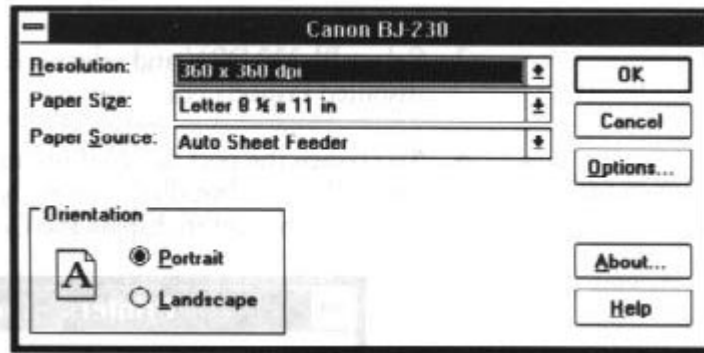 Canon BJ-230
Resolution: 360 x 360 dpi OK
Paper Size: Letter 8 ½ x 11 in Cancel
Paper Source: Auto Sheet Feeder Options...
Orientation
A Portrait About...
Landscape Help